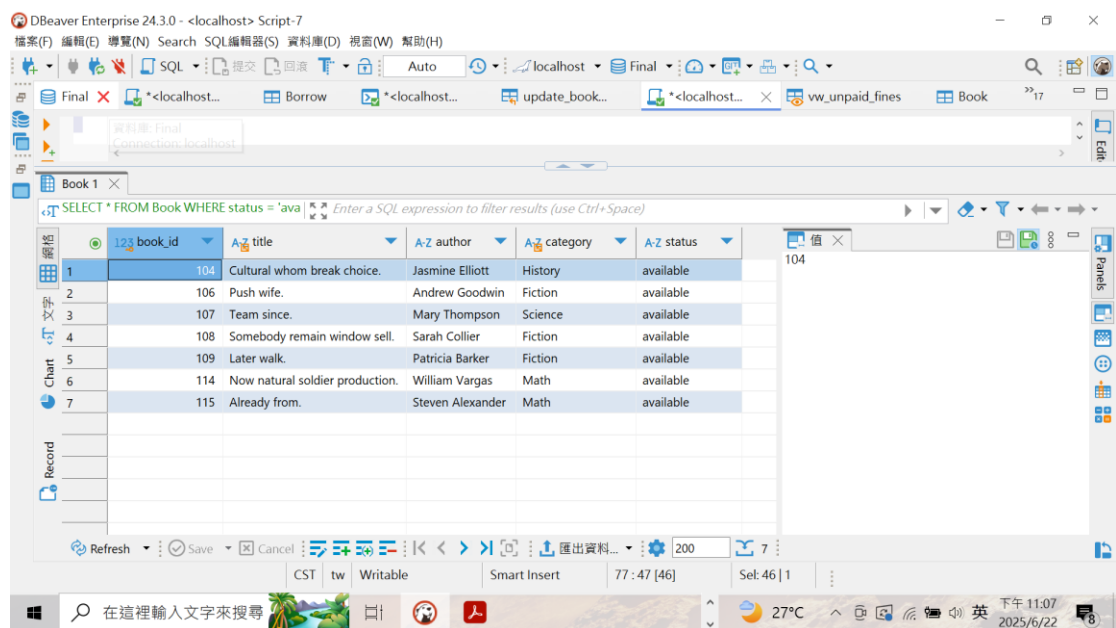 DBeaver Enterprise 24.3.0 - <localhost> Script-7
檔案(F) 編輯(E) 導覽(N) Search SQL編輯器(S) 資料庫(D) 視窗(W) 幫助(H)
SQL 提交 回滾 Auto localhost Final
Final *<localhost... Borrow *<localhost... update_book... *<localhost... vw_unpaid_fines Book »17
資料庫: Final
Connection: localhost
Edit
Book 1
SELECT * FROM Book WHERE status = 'ava Enter a SQL expression to filter results (use Ctrl+Space)
網格 123 book_id A-Z title A-Z author A-Z category A-Z status 值
1 104 Cultural whom break choice. Jasmine Elliott History available 104
2 106 Push wife. Andrew Goodwin Fiction available
3 107 Team since. Mary Thompson Science available
4 108 Somebody remain window sell. Sarah Collier Fiction available
5 109 Later walk. Patricia Barker Fiction available
6 114 Now natural soldier production. William Vargas Math available
7 115 Already from. Steven Alexander Math available
文字
Chart
Record
Panels
Refresh Save Cancel 匯出資料... 200 7
CST tw Writable Smart Insert 77 : 47 [46] Sel: 46 | 1
在這裡輸入文字來搜尋 27°C 英 下午 11:07
2025/6/22 8